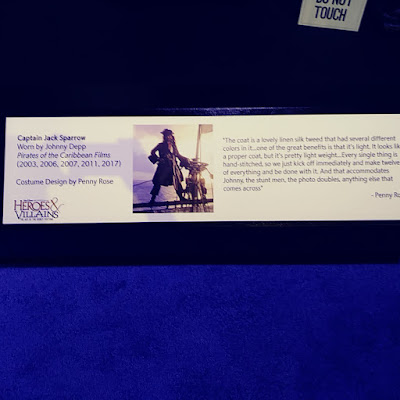 DO NOT
TOUCH
Captain Jack Sparrow
Worn by Johnny Depp
Pirates of the Caribbean Films
(2003, 2006, 2007, 2011, 2017)
Costume Design by Penny Rose
HEROES &
VILLAINS
"The coat is a lovely linen silk tweed that had several different
colors in it...one of the great benefits is that it's light. It looks
a proper coat, but it's pretty light weight...Every single thing is
hand-stitched, so we just kick off immediately and make twelve
of everything and be done with it. And that accommodates
Johnny, the stunt men, the photo doubles, anything else that
comes across"
- Penny